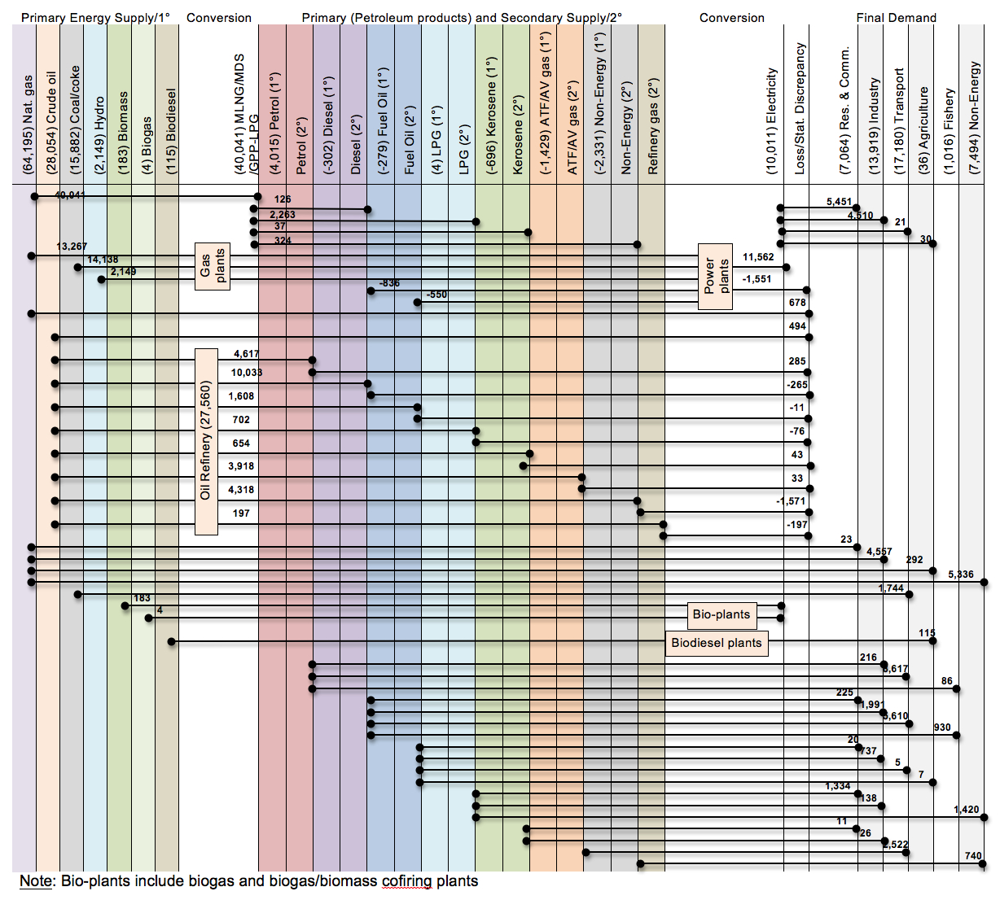 Primary Energy Supply/1°
Conversion
Primary (Petroleum products) and Secondary Supply/2°
Conversion
Final Demand
(64,195) Nat. gas
(28,054) Crude oil
(15,882) Coal/coke
(2,149) Hydro
(183) Biomass
(4) Biogas
(115) Biodiesel
(40,041) MLNG/MDS
/GPP-LPG
(4,015) Petrol (1°)
Petrol (2°)
(-302) Diesel (1°)
Diesel (2°)
(-279) Fuel Oil (1°)
Fuel Oil (2°)
(4) LPG (1°)
LPG (2°)
(-696) Kerosene (1°)
Kerosene (2°)
(-1,429) ATF/AV gas (1°)
ATF/AV gas (2°)
(-2,331) Non-Energy (1°)
Non-Energy (2°)
Refinery gas (2°)
(10,011) Electricity
Loss/Stat. Discrepancy
(7,064) Res. & Comm.
(13,919) Industry
(17,180) Transport
(36) Agriculture
(1,016) Fishery
(7,494) Non-Energy
40,041
126
5,451
2,263
4,510
37
21
324
30
13,267
Gas
plants
Power
plants
14,138
11,562
2,149
-1,551
-836
-550
678
494
Oil Refinery (27,560)
4,617
285
10,033
-265
1,608
-11
702
-76
654
43
3,918
33
4,318
-1,571
197
-197
23
4,557
292
5,336
1,744
183
4
Bio-plants
115
Biodiesel plants
216
86
225
1,991
930
20
737
5
7
1,334
138
1,420
11
26
2,522
740
Note: Bio-plants include biogas and biogas/biomass cofiring plants